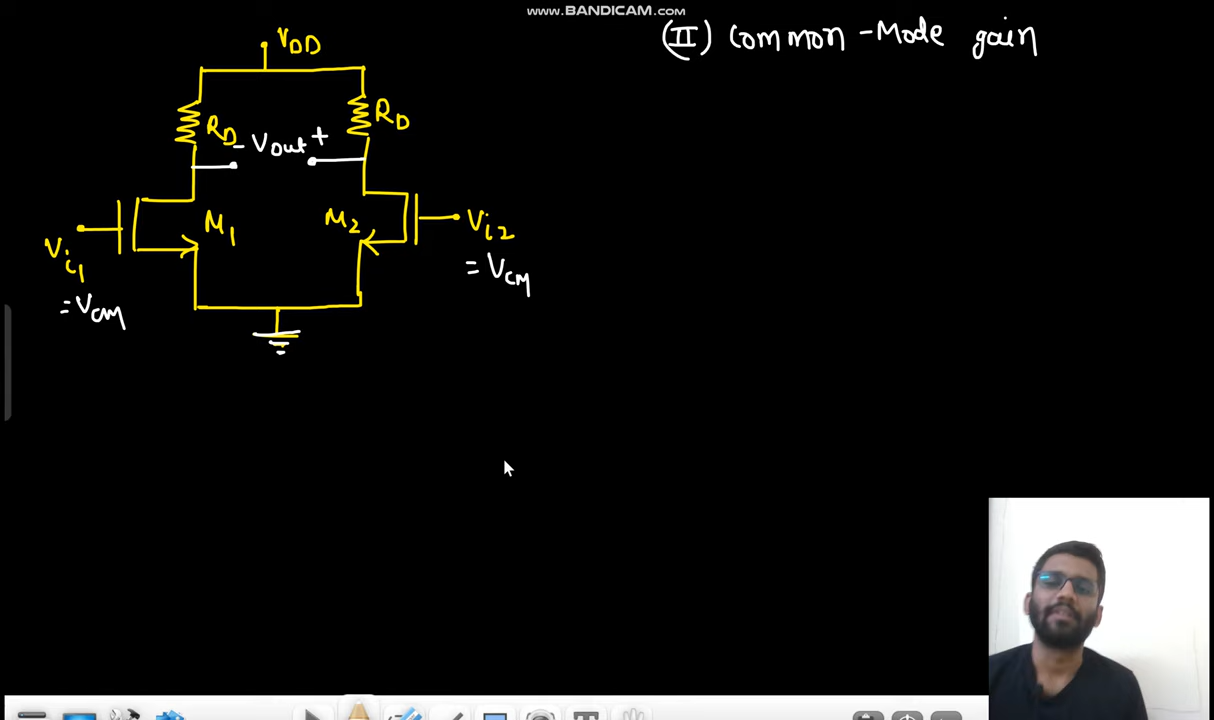 www.BANDICAM.com
(II) Common-Mode gain
VDD
RD
RD
- Vout +
M1
M2
Vi1
= VCM
Vi2
= VCM